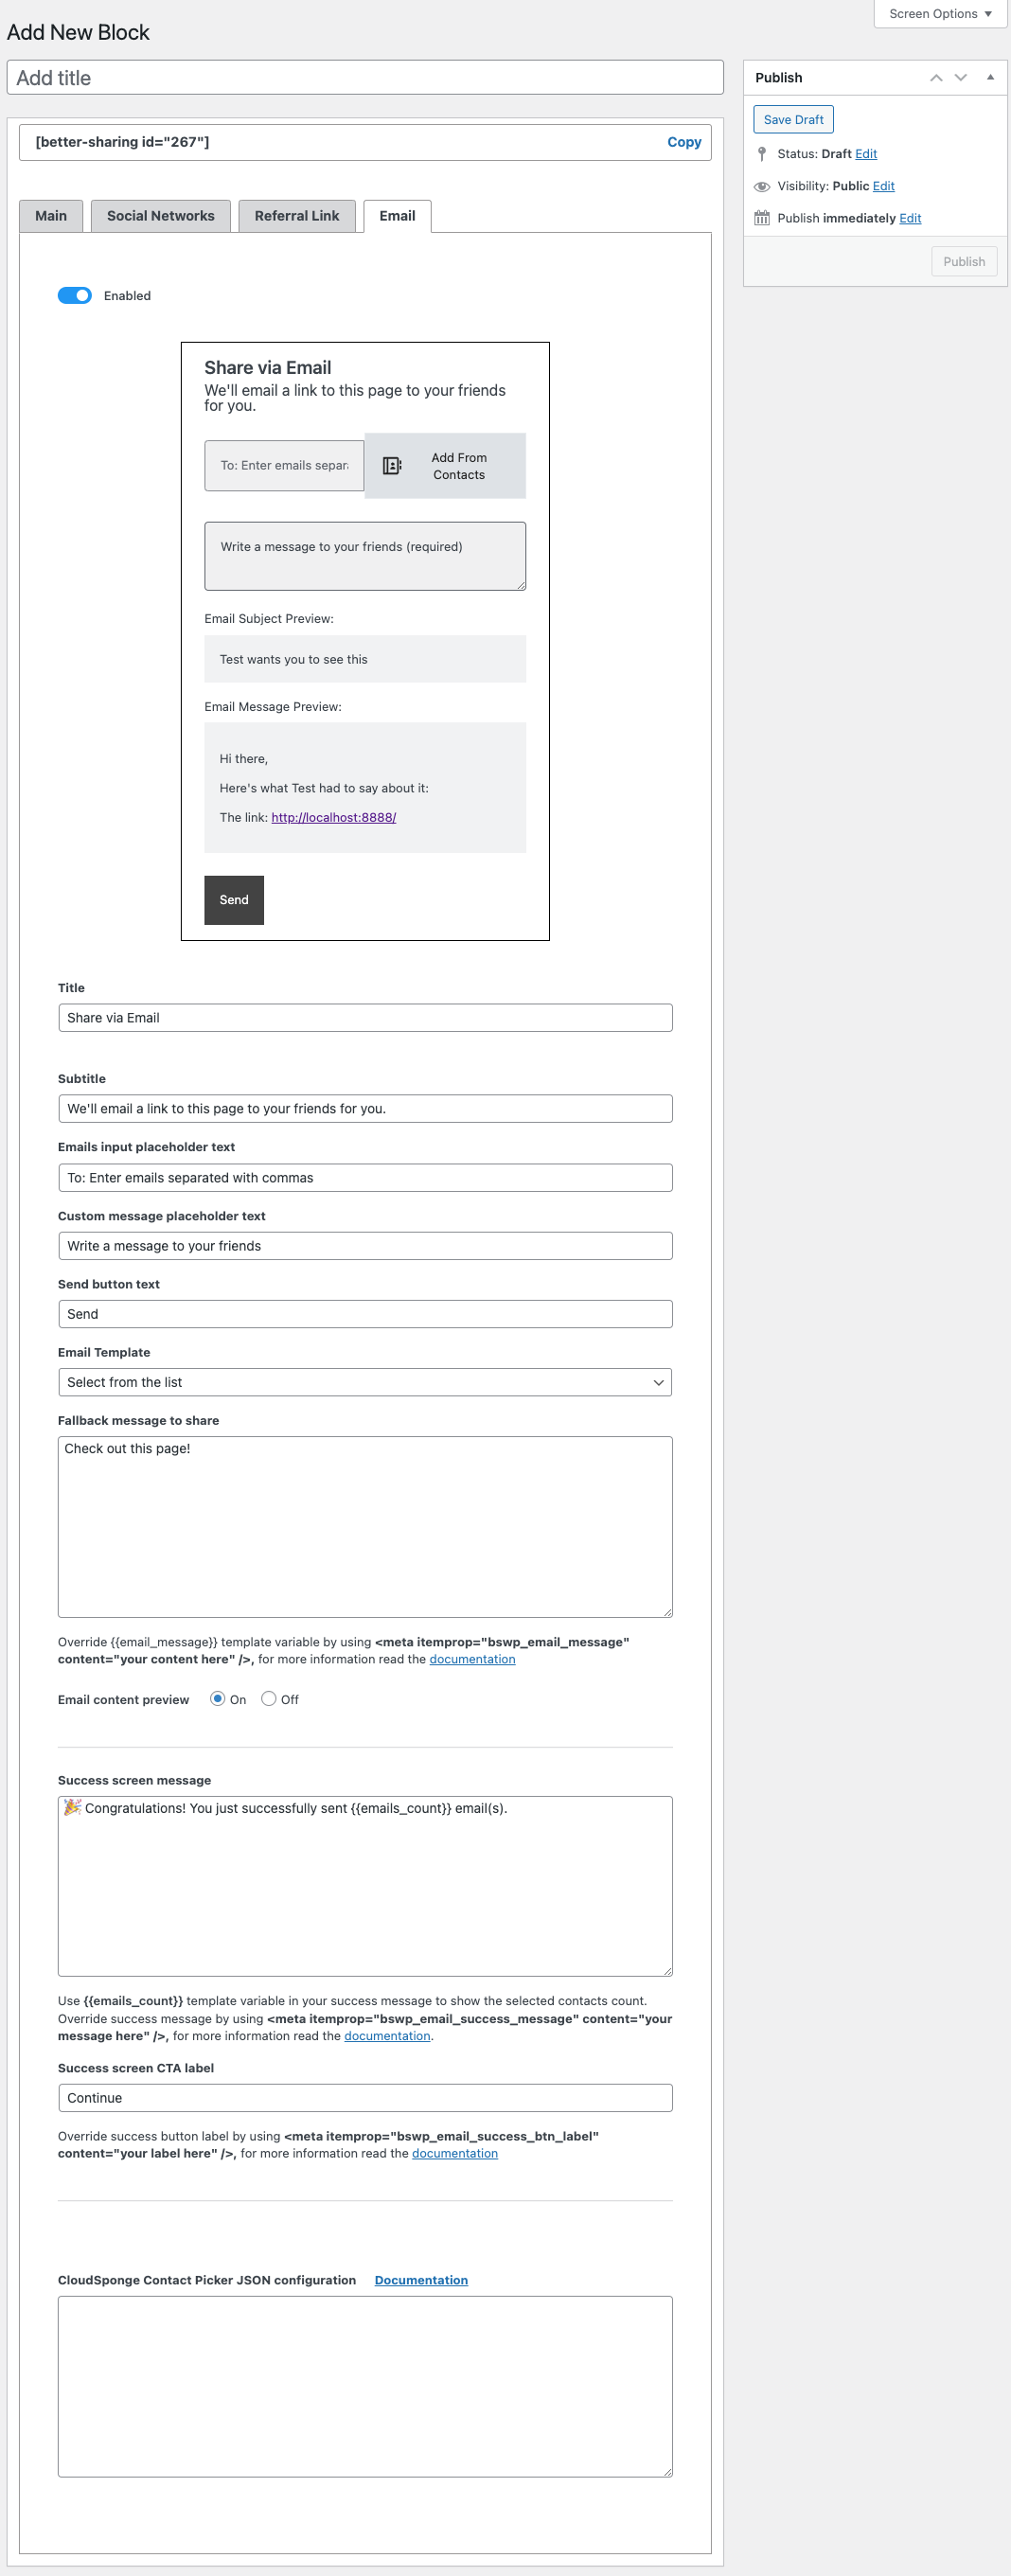 Screen Options
Add New Block
Add title
[better-sharing id="267"]
Copy
Main
Social Networks
Referral Link
Email
Enabled
Share via Email
We'll email a link to this page to your friends
for you.
To: Enter emails separ
Add From
Contacts
Write a message to your friends (required)
Email Subject Preview:
Test wants you to see this
Email Message Preview:
Hi there,
Here's what Test had to say about it:
The link: http://localhost:8888/
Send
Title
Share via Email
Subtitle
We'll email a link to this page to your friends for you.
Emails input placeholder text
To: Enter emails separated with commas
Custom message placeholder text
Write a message to your friends
Send button text
Send
Email Template
Select from the list
Fallback message to share
Check out this page!
Override {{email_message}} template variable by using <meta itemprop="bswp_email_message"
content="your content here" />, for more information read the documentation
Email content preview On Off
Success screen message
🎉 Congratulations! You just successfully sent {{emails_count}} email(s).
Use {{emails_count}} template variable in your success message to show the selected contacts count.
Override success message by using <meta itemprop="bswp_email_success_message" content="your
message here" />, for more information read the documentation.
Success screen CTA label
Continue
Override success button label by using <meta itemprop="bswp_email_success_btn_label"
content="your label here" />, for more information read the documentation
CloudSponge Contact Picker JSON configuration Documentation
Publish
Save Draft
Status: Draft Edit
Visibility: Public Edit
Publish immediately Edit
Publish